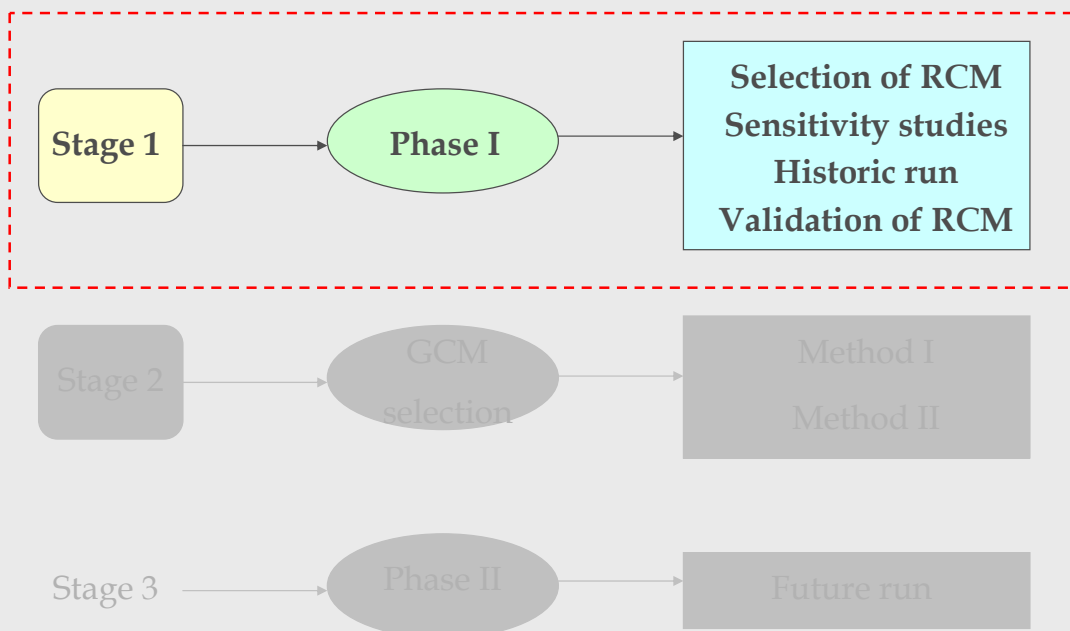 Stage 1
Phase I
Selection of RCM
Sensitivity studies
Historic run
Validation of RCM
Stage 2
GCM
selection
Method I
Method II
Stage 3
Phase II
Future run